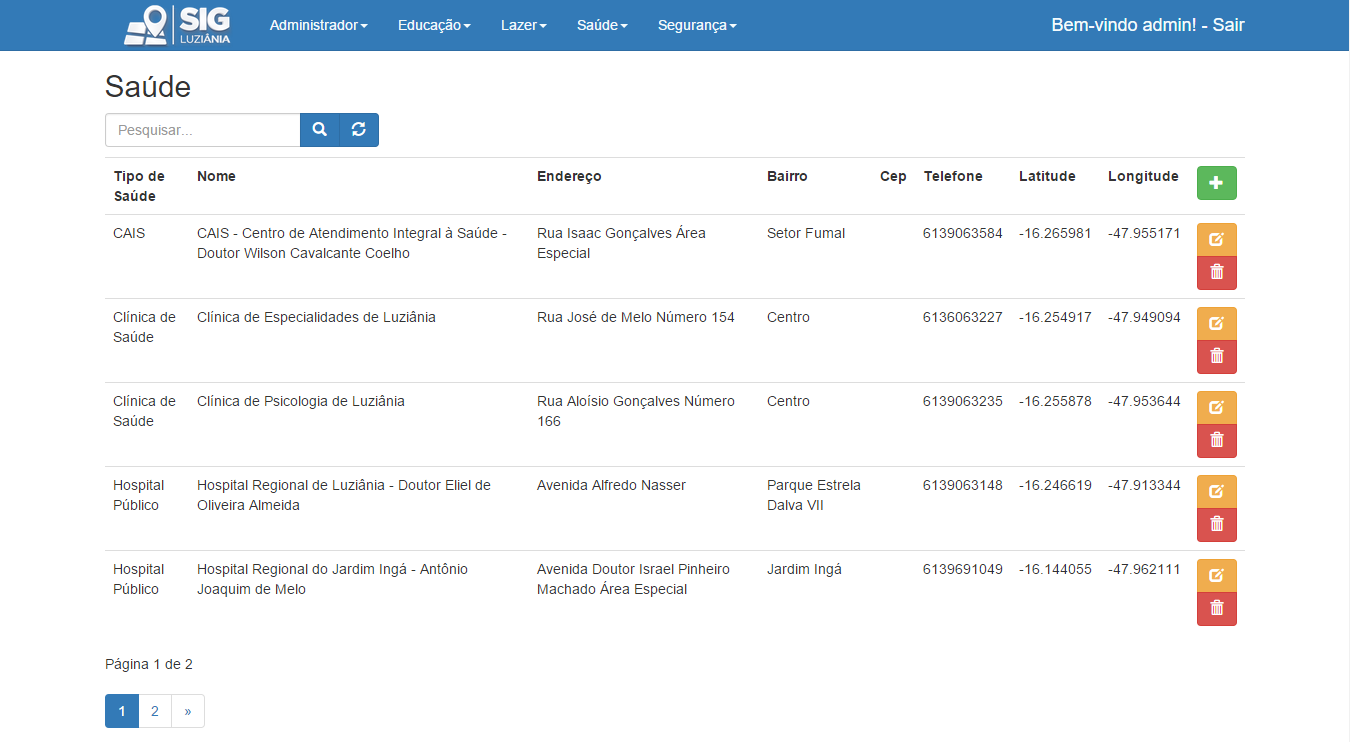 SIG
LUZIÂNIA
Administrador Educação Lazer Saúde Segurança Bem-vindo admin! - Sair
Saúde
Pesquisar...
Tipo de Saúde Nome Endereço Bairro Cep Telefone Latitude Longitude
CAIS CAIS - Centro de Atendimento Integral à Saúde - Doutor Wilson Cavalcante Coelho Rua Isaac Gonçalves Área Especial Setor Fumal 6139063584 -16.265981 -47.955171
Clínica de Saúde Clínica de Especialidades de Luziânia Rua José de Melo Número 154 Centro 6136063227 -16.254917 -47.949094
Clínica de Saúde Clínica de Psicologia de Luziânia Rua Aloísio Gonçalves Número 166 Centro 6139063235 -16.255878 -47.953644
Hospital Público Hospital Regional de Luziânia - Doutor Eliel de Oliveira Almeida Avenida Alfredo Nasser Parque Estrela Dalva VII 6139063148 -16.246619 -47.913344
Hospital Público Hospital Regional do Jardim Ingá - Antônio Joaquim de Melo Avenida Doutor Israel Pinheiro Machado Área Especial Jardim Ingá 6139691049 -16.144055 -47.962111
Página 1 de 2
1 2 »